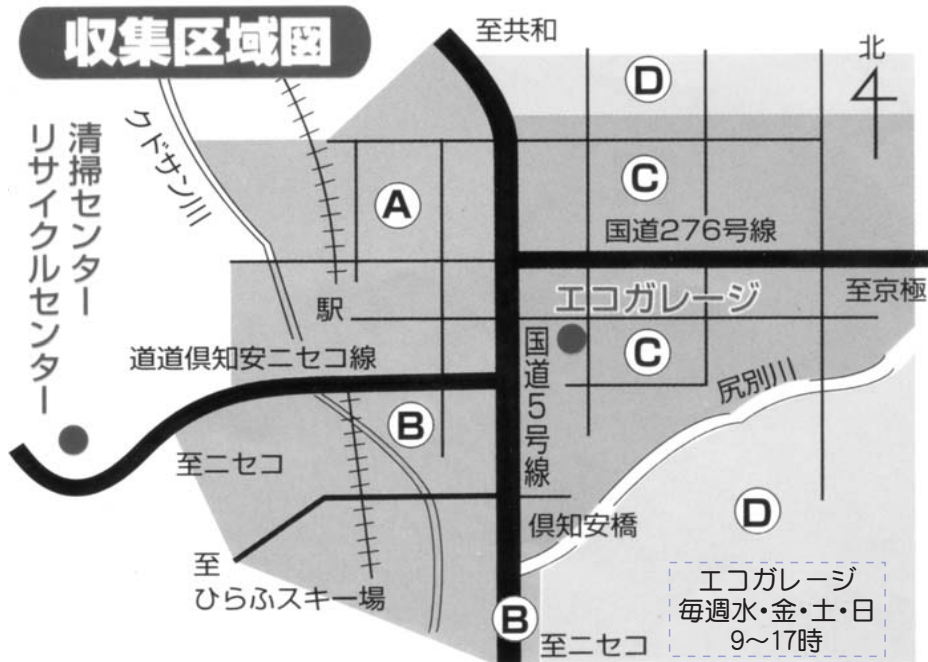 収集区域図
至共和
北
D
クドサン川
清掃センター
リサイクルセンター
A
C
国道276号線
エコガレージ
至京極
駅
国道5号線
C
道道倶知安ニセコ線
尻別川
B
至ニセコ
D
倶知安橋
至
ひらふスキー場
B
至ニセコ
エコガレージ
毎週水・金・土・日
9〜17時